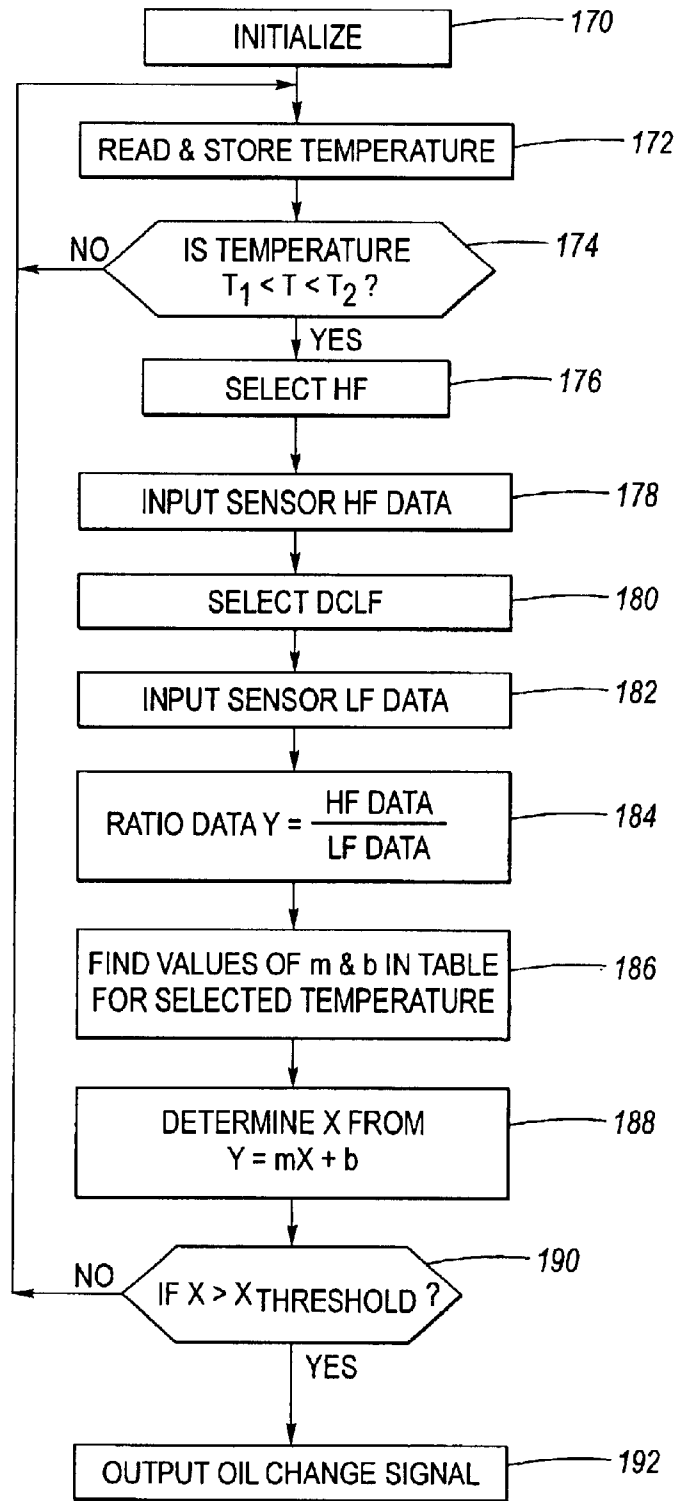 INITIALIZE 170
READ & STORE TEMPERATURE 172
IS TEMPERATURE 174
T1 < T < T2 ?
NO
YES
SELECT HF 176
INPUT SENSOR HF DATA 178
SELECT DCLF 180
INPUT SENSOR LF DATA 182
RATIO DATA Y = HF DATA / LF DATA 184
FIND VALUES OF m & b IN TABLE 186
FOR SELECTED TEMPERATURE
DETERMINE X FROM 188
Y = mX + b
NO
IF X > XTHRESHOLD ? 190
YES
OUTPUT OIL CHANGE SIGNAL 192